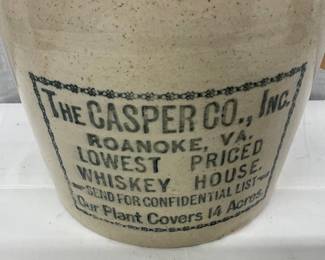 THE CASPER CO., INC.
ROANOKE, VA.
LOWEST PRICED
WHISKEY HOUSE.
SEND FOR CONFIDENTIAL LIST
Our Plant Covers 14 Acres.